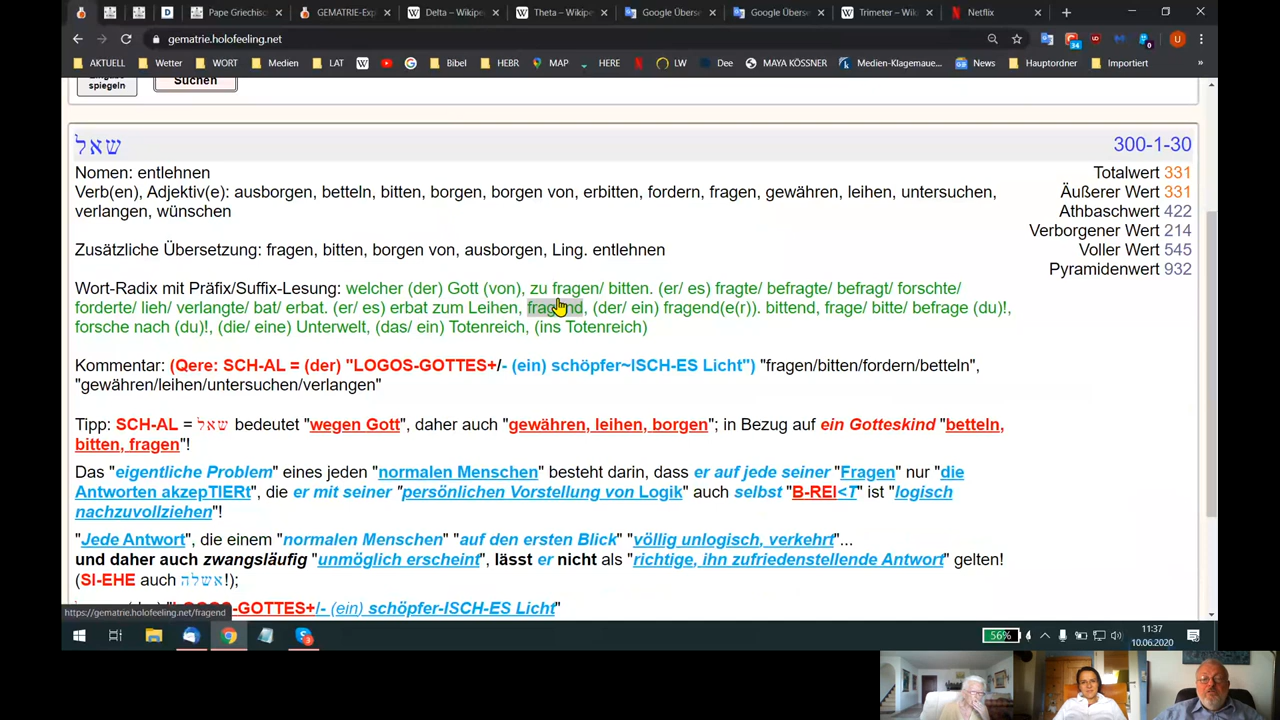 Pape Griechisc
GEMATRIE-Exp
Delta – Wikipe
Theta – Wikipe
Google Überse
Google Überse
Trimeter – Wik
Netflix
gematrie.holofeeling.net
AKTUELL Wetter WORT Medien LAT Bibel HEBR MAP HERE LW Dee MAYA KÖSSNER Medien-Klagemaue... News Hauptordner Importiert
spiegeln
Suchen
שאל 300-1-30
Nomen: entlehnen
Verb(en), Adjektiv(e): ausborgen, betteln, bitten, borgen, borgen von, erbitten, fordern, fragen, gewähren, leihen, untersuchen,
verlangen, wünschen
Totalwert 331
Äußerer Wert 331
Athbaschwert 422
Verborgener Wert 214
Voller Wert 545
Pyramidenwert 932
Zusätzliche Übersetzung: fragen, bitten, borgen von, ausborgen, Ling. entlehnen
Wort-Radix mit Präfix/Suffix-Lesung: welcher (der) Gott (von), zu fragen/ bitten. (er/ es) fragte/ befragte/ befragt/ forschte/
forderte/ lieh/ verlangte/ bat/ erbat. (er/ es) erbat zum Leihen, fragend, (der/ ein) fragend(e(r)). bittend, frage/ bitte/ befrage (du)!,
forsche nach (du)!, (die/ eine) Unterwelt, (das/ ein) Totenreich, (ins Totenreich)
Kommentar: (Qere: SCH-AL = (der) "LOGOS-GOTTES+/- (ein) schöpfer~ISCH-ES Licht") "fragen/bitten/fordern/betteln",
"gewähren/leihen/untersuchen/verlangen"
Tipp: SCH-AL = שאל bedeutet "wegen Gott", daher auch "gewähren, leihen, borgen"; in Bezug auf ein Gotteskind "betteln,
bitten, fragen"!
Das "eigentliche Problem" eines jeden "normalen Menschen" besteht darin, dass er auf jede seiner "Fragen" nur "die
Antworten akzepTIERt", die er mit seiner "persönlichen Vorstellung von Logik" auch selbst "B-REI<T" ist "logisch
nachzuvollziehen"!
"Jede Antwort", die einem "normalen Menschen" "auf den ersten Blick" "völlig unlogisch, verkehrt"...
und daher auch zwangsläufig "unmöglich erscheint", lässt er nicht als "richtige, ihn zufriedenstellende Antwort" gelten!
(SI-EHE auch אשלה!);
GOTTES+/- (ein) schöpfer-ISCH-ES Licht"
https://gematrie.holofeeling.net/fragend
56%
11:37
10.06.2020